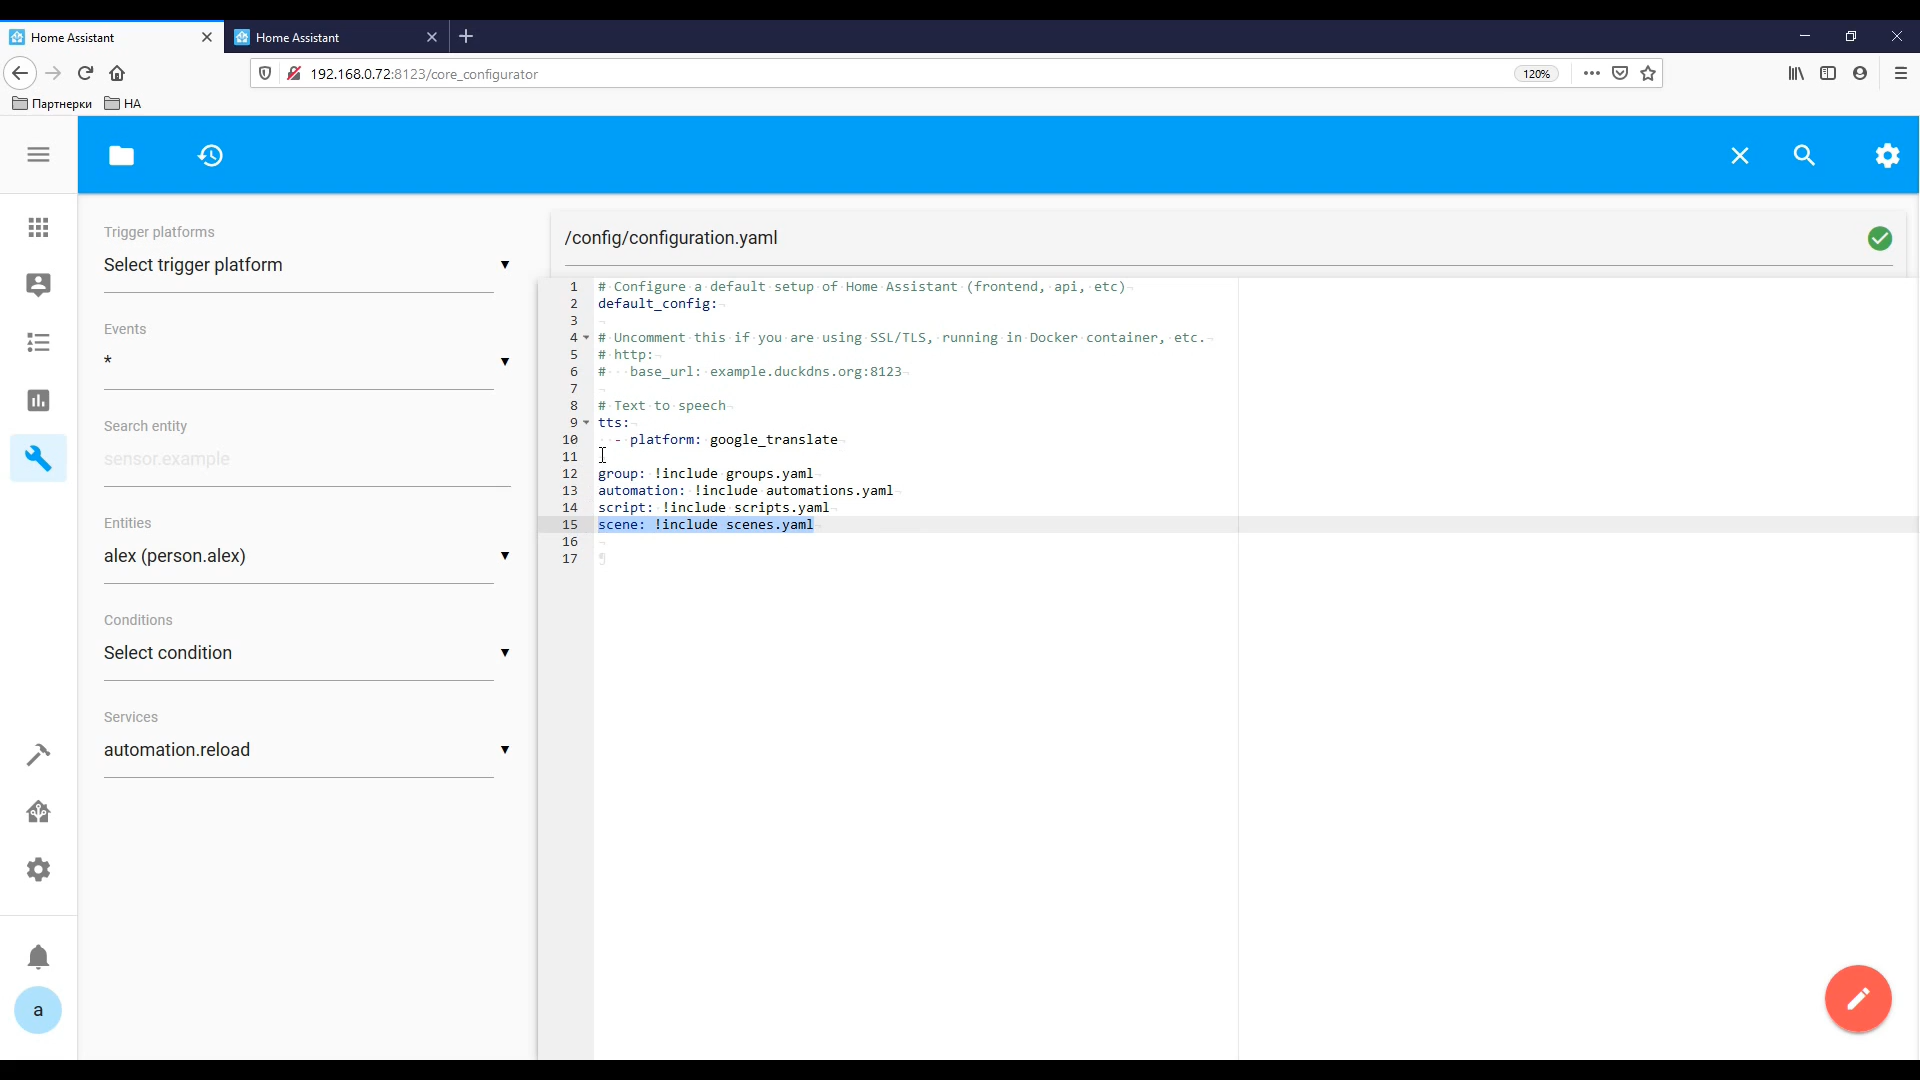 Home Assistant
Home Assistant
192.168.0.72:8123/core_configurator
120%
Партнерки
HA
Trigger platforms
Select trigger platform
Events
*
Search entity
sensor.example
Entities
alex (person.alex)
Conditions
Select condition
Services
automation.reload
a
/config/configuration.yaml
1 # Configure a default setup of Home Assistant (frontend, api, etc)
2 default_config:
3
4 # Uncomment this if you are using SSL/TLS, running in Docker container, etc.
5 # http:
6 #   base_url: example.duckdns.org:8123
7
8 # Text to speech
9 tts:
10   - platform: google_translate
11
12 group: !include groups.yaml
13 automation: !include automations.yaml
14 script: !include scripts.yaml
15 scene: !include scenes.yaml
16
17